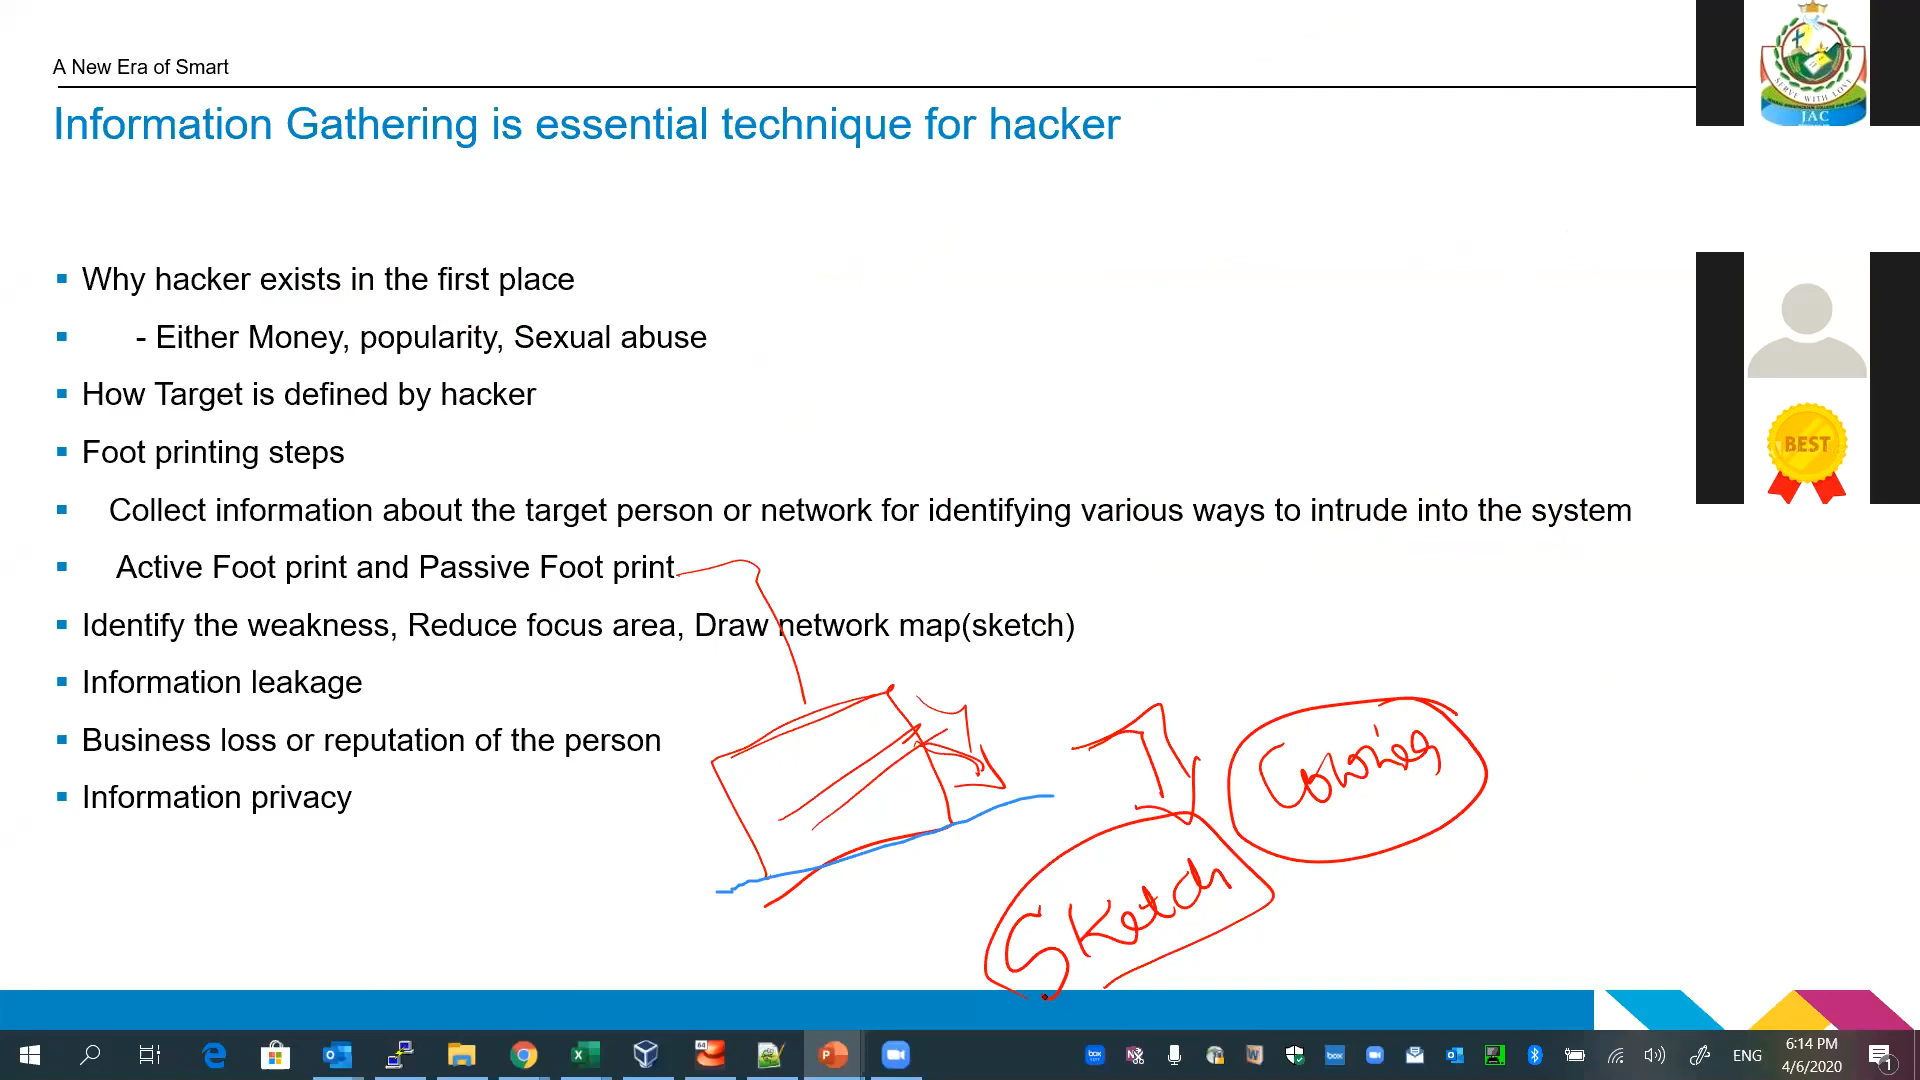 A New Era of Smart
Information Gathering is essential technique for hacker
Why hacker exists in the first place
- Either Money, popularity, Sexual abuse
How Target is defined by hacker
Foot printing steps
Collect information about the target person or network for identifying various ways to intrude into the system
Active Foot print and Passive Foot print
Identify the weakness, Reduce focus area, Draw network map(sketch)
Information leakage
Business loss or reputation of the person
Information privacy
Sketch
SERVE WITH LOVE
JAC
BEST
ENG
6:14 PM
4/6/2020
1